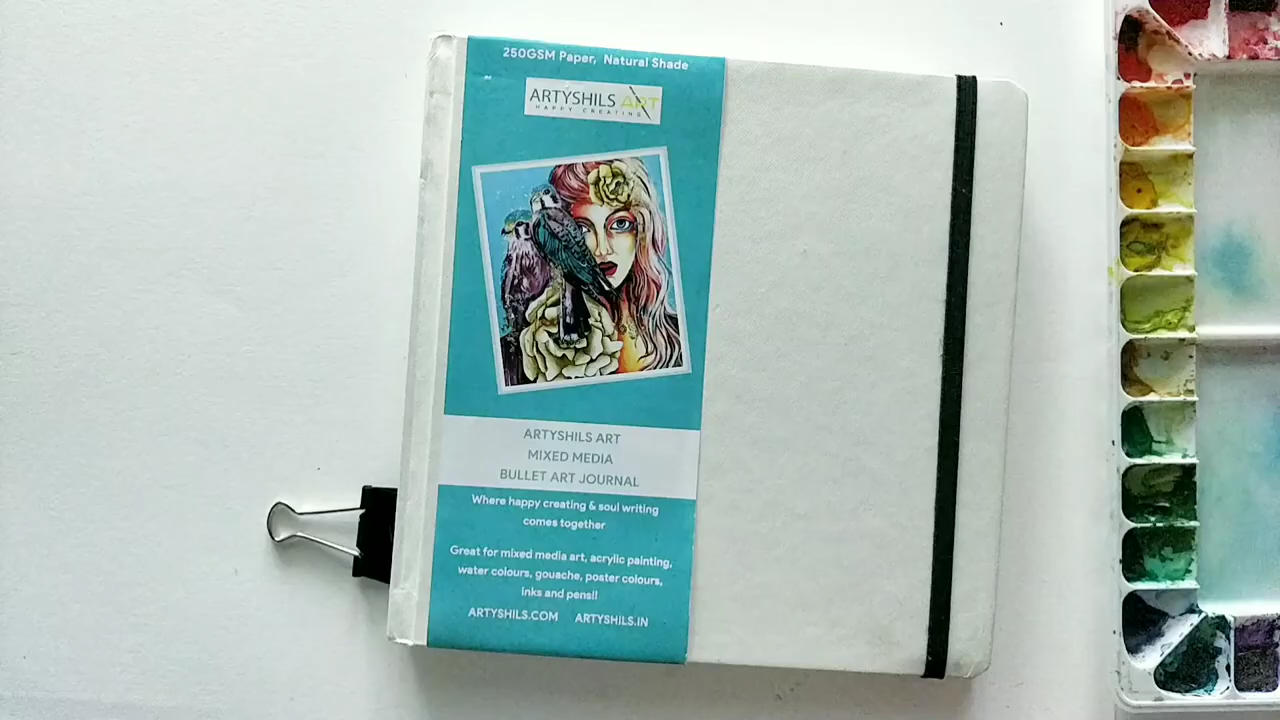 250GSM Paper, Natural Shade
ARTYSHILS ART
HAPPY CREATING
ARTYSHILS ART
MIXED MEDIA
BULLET ART JOURNAL
Where happy creating & soul writing
comes together
Great for mixed media art, acrylic painting,
water colours, gouache, poster colours,
inks and pens!!
ARTYSHILS.COM ARTYSHILS.IN